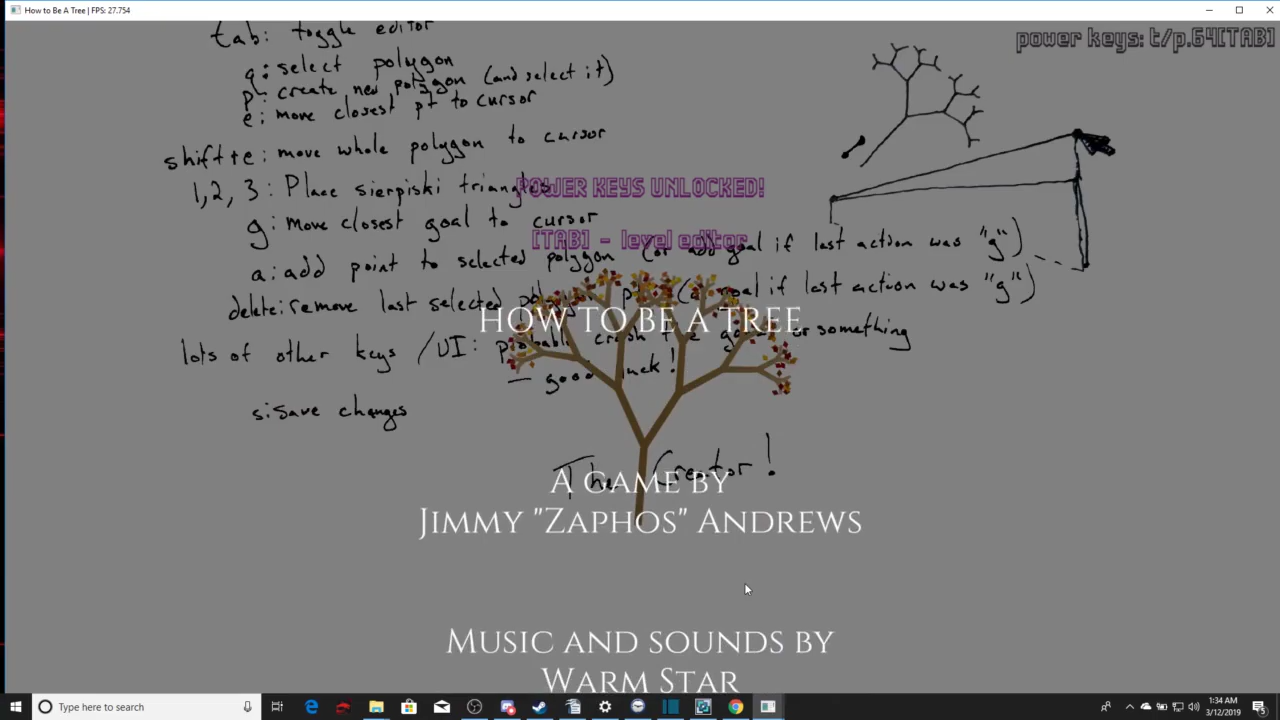 How to Be A Tree | FPS: 27.754
power keys: t/p.64[TAB]
tab: toggle editor
q: select polygon
p: create new polygon (and select it)
e: move closest pt to cursor
shift+e: move whole polygon to cursor
1, 2, 3: Place sierpiski triangles
POWER KEYS UNLOCKED!
g: move closest goal to cursor
[TAB] - level editor
a: add point to selected polygon (or add goal if last action was "g")
delete: remove last selected (a goal if last action was "g")
HOW TO BE A TREE
lots of other keys / UI: probably crash the game or something
- good luck!
s: save changes
The Creator!
A GAME BY
JIMMY "ZAPHOS" ANDREWS
MUSIC AND SOUNDS BY
WARM STAR
Type here to search
1:34 AM
3/12/2019
5